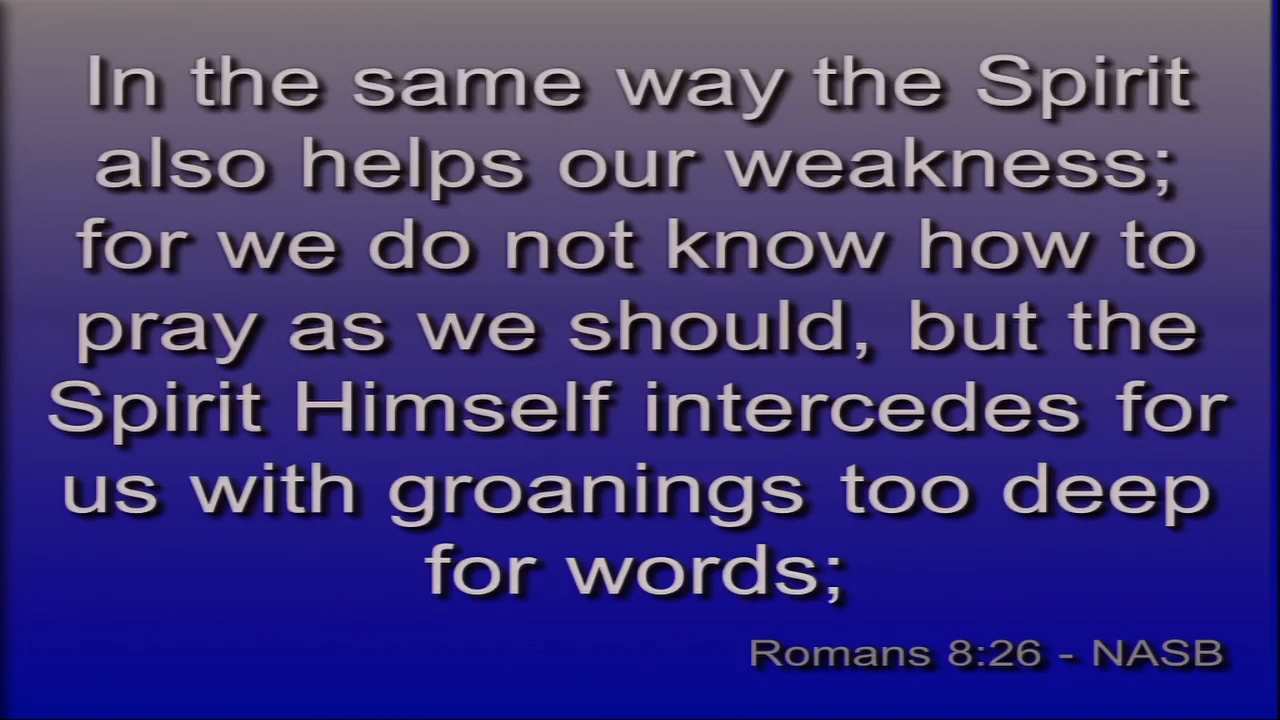 In the same way the Spirit
also helps our weakness;
for we do not know how to
pray as we should, but the
Spirit Himself intercedes for
us with groanings too deep
for words;
Romans 8:26 - NASB